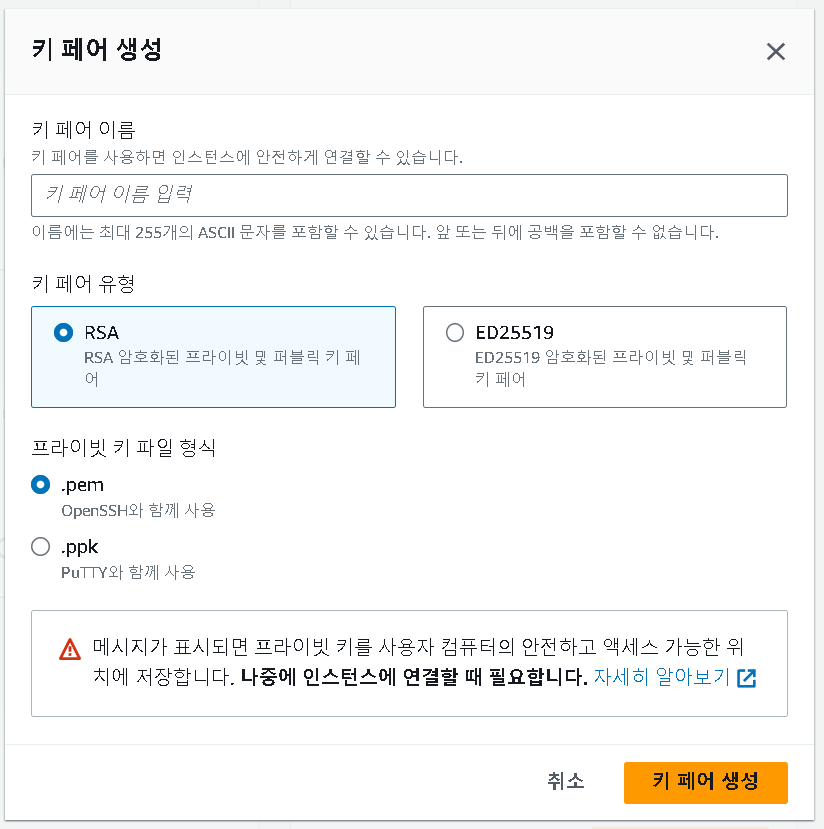 키 페어 생성
키 페어 이름
키 페어를 사용하면 인스턴스에 안전하게 연결할 수 있습니다.
키 페어 이름 입력
이름에는 최대 255개의 ASCII 문자를 포함할 수 있습니다. 앞 또는 뒤에 공백을 포함할 수 없습니다.
키 페어 유형
RSA
RSA 암호화된 프라이빗 및 퍼블릭 키 페
어
ED25519
ED25519 암호화된 프라이빗 및 퍼블릭
키 페어
프라이빗 키 파일 형식
.pem
OpenSSH와 함께 사용
.ppk
PuTTY와 함께 사용
메시지가 표시되면 프라이빗 키를 사용자 컴퓨터의 안전하고 액세스 가능한 위
치에 저장합니다. 나중에 인스턴스에 연결할 때 필요합니다. 자세히 알아보기
취소
키 페어 생성